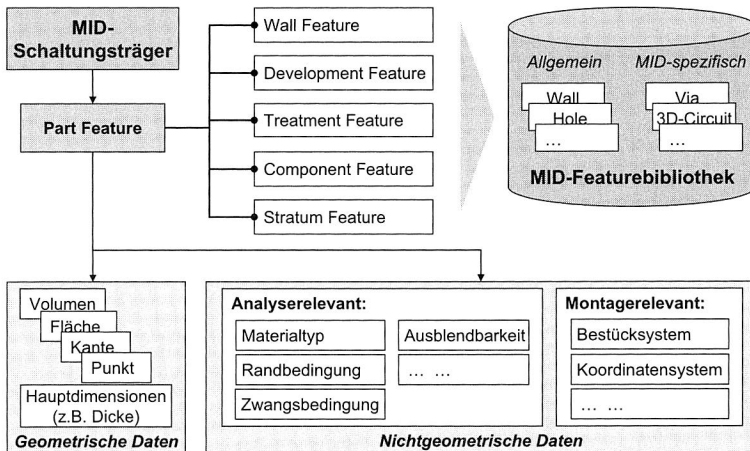 MID-
Schaltungsträger
Part Feature
Wall Feature
Development Feature
Treatment Feature
Component Feature
Stratum Feature
Allgemein
MID-spezifisch
Wall
Hole
…
Via
3D-Circuit
…
MID-Featurebibliothek
Volumen
Fläche
Kante
Punkt
Hauptdimensionen
(z.B. Dicke)
Geometrische Daten
Analyserelevant:
Materialtyp
Ausblendbarkeit
Randbedingung
… …
Zwangsbedingung
Montagerelevant:
Bestücksystem
Koordinatensystem
… …
Nichtgeometrische Daten